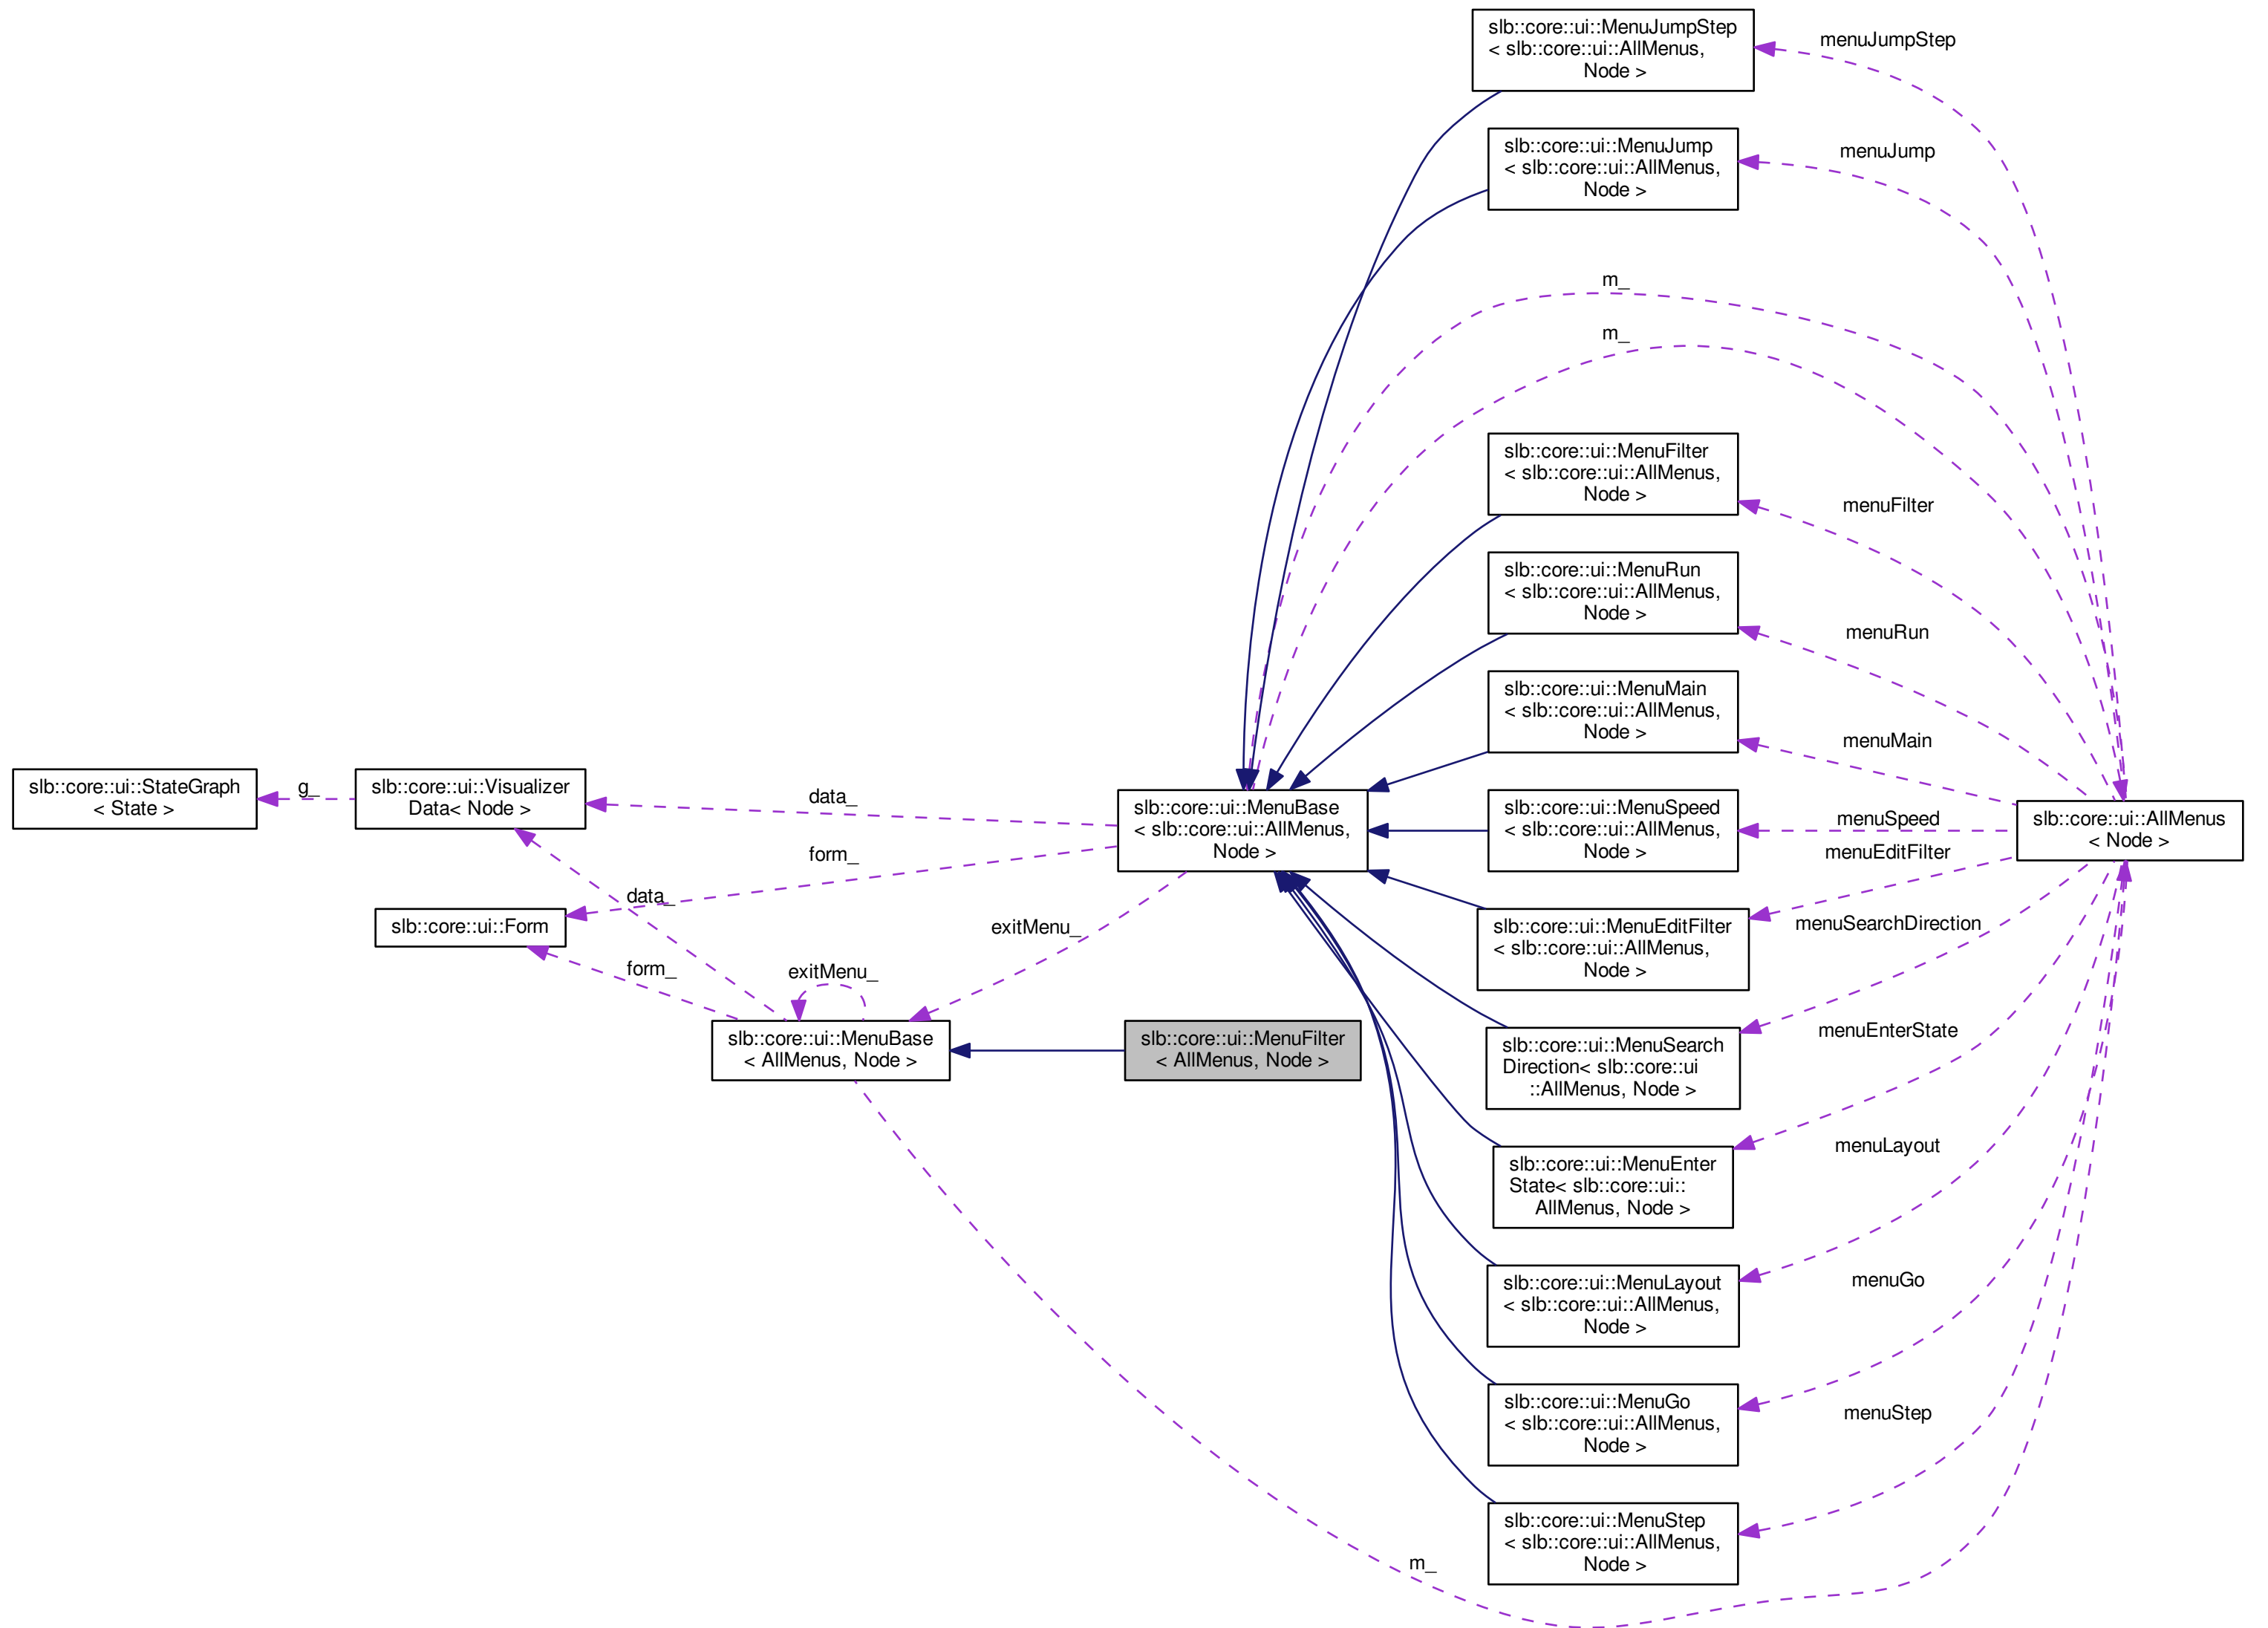 slb::core::ui::MenuJumpStep
< slb::core::ui::AllMenus,
Node >
menuJumpStep
slb::core::ui::MenuJump
< slb::core::ui::AllMenus,
Node >
menuJump
m_
m_
slb::core::ui::MenuFilter
< slb::core::ui::AllMenus,
Node >
menuFilter
slb::core::ui::MenuRun
< slb::core::ui::AllMenus,
Node >
menuRun
slb::core::ui::MenuMain
< slb::core::ui::AllMenus,
Node >
menuMain
slb::core::ui::StateGraph
< State >
g_
slb::core::ui::Visualizer
Data< Node >
data_
slb::core::ui::MenuBase
< slb::core::ui::AllMenus,
Node >
slb::core::ui::MenuSpeed
< slb::core::ui::AllMenus,
Node >
menuSpeed
slb::core::ui::AllMenus
< Node >
form_
menuEditFilter
data_
slb::core::ui::Form
exitMenu_
slb::core::ui::MenuEditFilter
< slb::core::ui::AllMenus,
Node >
menuSearchDirection
form_
exitMenu_
slb::core::ui::MenuBase
< AllMenus, Node >
slb::core::ui::MenuFilter
< AllMenus, Node >
slb::core::ui::MenuSearch
Direction< slb::core::ui
::AllMenus, Node >
menuEnterState
slb::core::ui::MenuEnter
State< slb::core::ui::
AllMenus, Node >
menuLayout
slb::core::ui::MenuLayout
< slb::core::ui::AllMenus,
Node >
menuGo
slb::core::ui::MenuGo
< slb::core::ui::AllMenus,
Node >
menuStep
slb::core::ui::MenuStep
< slb::core::ui::AllMenus,
Node >
m_